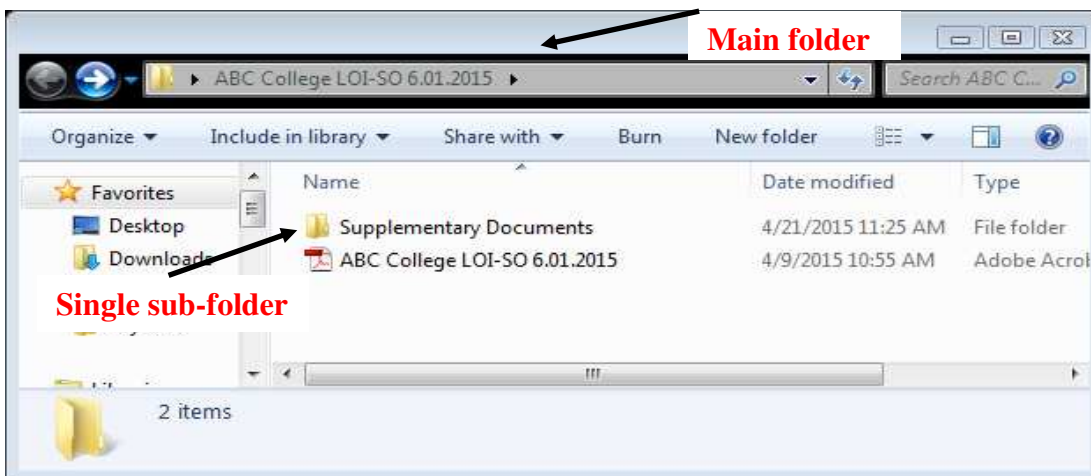 Main folder
ABC College LOI-SO 6.01.2015
Search ABC C...
Organize Include in library Share with Burn New folder
Name Date modified Type
Favorites
Desktop
Downloads
Supplementary Documents 4/21/2015 11:25 AM File folder
ABC College LOI-SO 6.01.2015 4/9/2015 10:55 AM Adobe Acrob
Single sub-folder
2 items